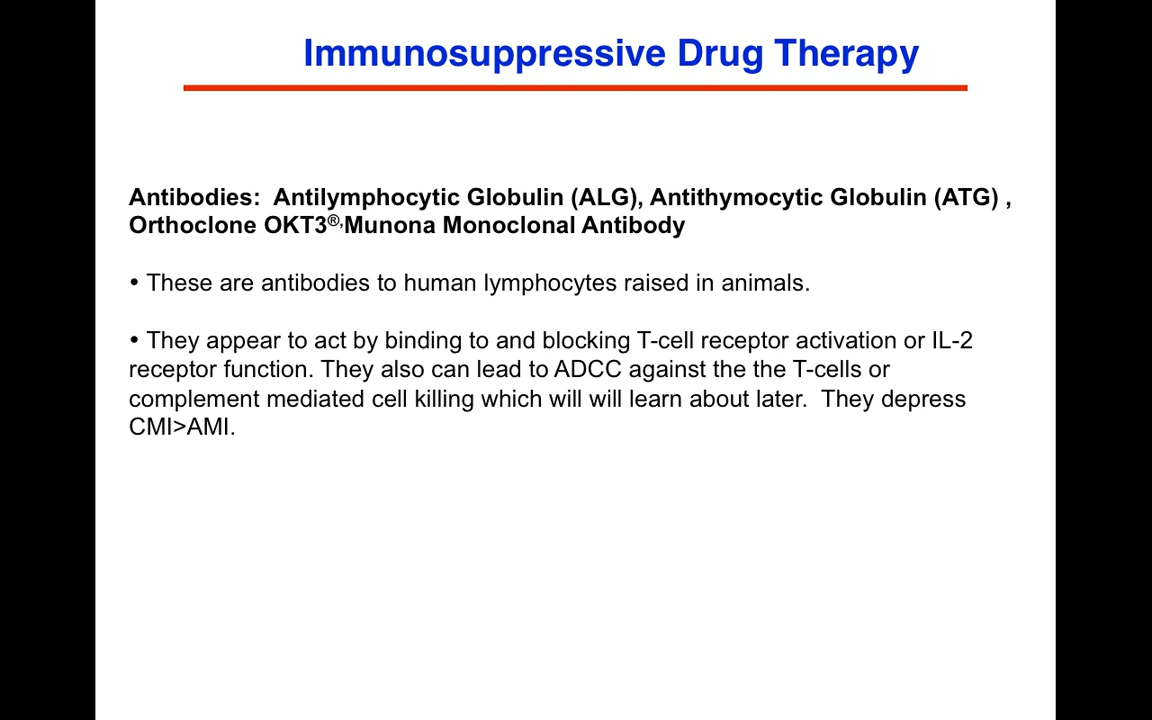 Immunosuppressive Drug Therapy
Antibodies:  Antilymphocytic Globulin (ALG), Antithymocytic Globulin (ATG) ,
Orthoclone OKT3®,Munona Monoclonal Antibody
• These are antibodies to human lymphocytes raised in animals.
• They appear to act by binding to and blocking T-cell receptor activation or IL-2
receptor function. They also can lead to ADCC against the the T-cells or
complement mediated cell killing which will will learn about later.  They depress
CMI>AMI.